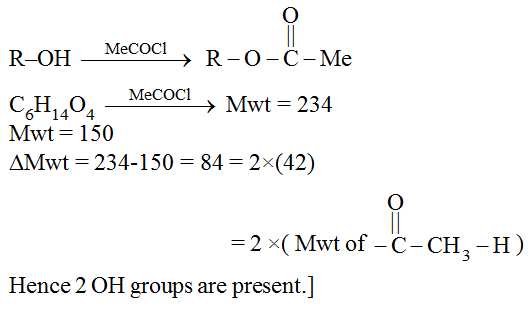 O
R–OH MeCOCl → R – O – C – Me
C₆H₁₄O₄ MeCOCl → Mwt = 234
Mwt = 150
ΔMwt = 234-150 = 84 = 2×(42)
O
= 2 ×( Mwt of – C – CH₃ – H )
Hence 2 OH groups are present.]